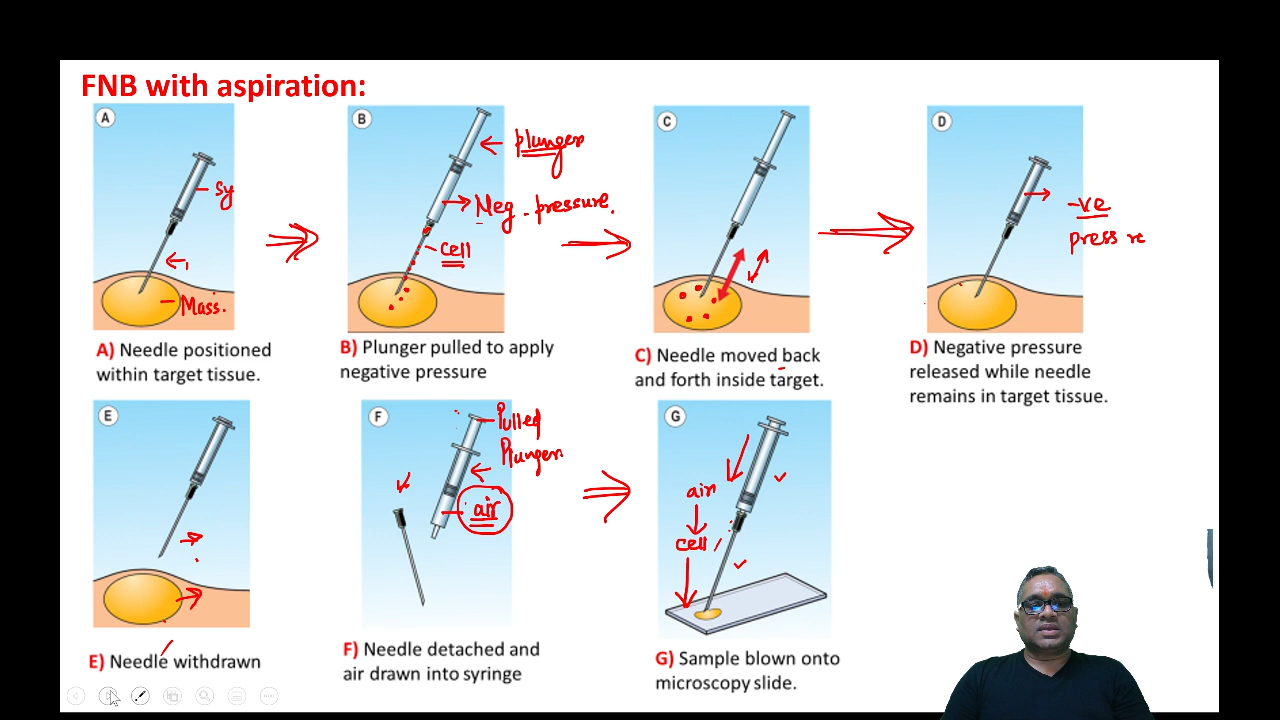 FNB with aspiration:
A
Sy
Mass.
A) Needle positioned
within target tissue.
B
Plunger
Neg. pressure.
cell
B) Plunger pulled to apply
negative pressure
C
C) Needle moved back
and forth inside target.
D
-ve
press re
D) Negative pressure
released while needle
remains in target tissue.
E
E) Needle withdrawn
F
Pulled
Plunger
air
F) Needle detached and
air drawn into syringe
G
air
cell
G) Sample blown onto
microscopy slide.